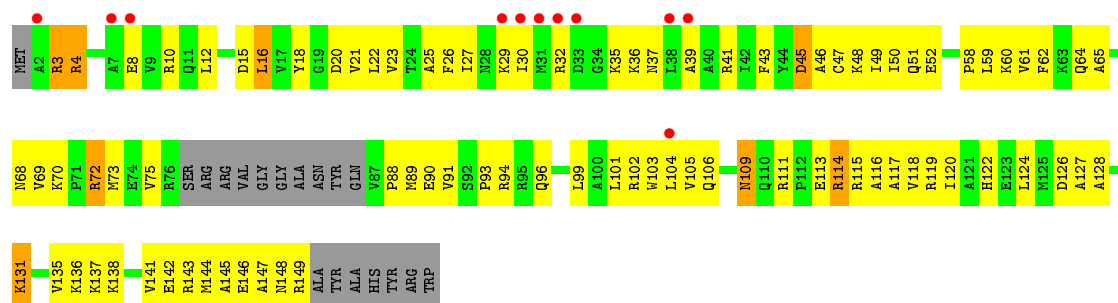 MET A2 R3 R4 A7 E8 V9 R10 Q11 L12 D15 L16 V17 Y18 G19 D20 V21 L22 V23 T24 A25 F26 I27 N28 K29 I30 M31 R32 D33 G34 K35 K36 N37 L38 A39 A40 R41 I42 F43 Y44 D45 A46 C47 K48 I49 I50 Q51 E52 P58 L59 K60 V61 F62 K63 Q64 A65
N68 V69 K70 P71 R72 M73 E74 V75 R76 SER ARG ARG VAL GLY GLY ALA ASN TYR GLN V87 P88 M89 E90 V91 S92 P93 R94 R95 Q96 L99 A100 L101 R102 W103 L104 V105 Q106 N109 Q110 R111 P112 E113 R114 R115 A116 A117 V118 R119 I120 A121 H122 E123 L124 M125 D126 A127 A128
K131 V135 K136 K137 K138 V141 E142 R143 M144 A145 E146 A147 N148 R149 ALA TYR ALA HIS TYR ARG TRP